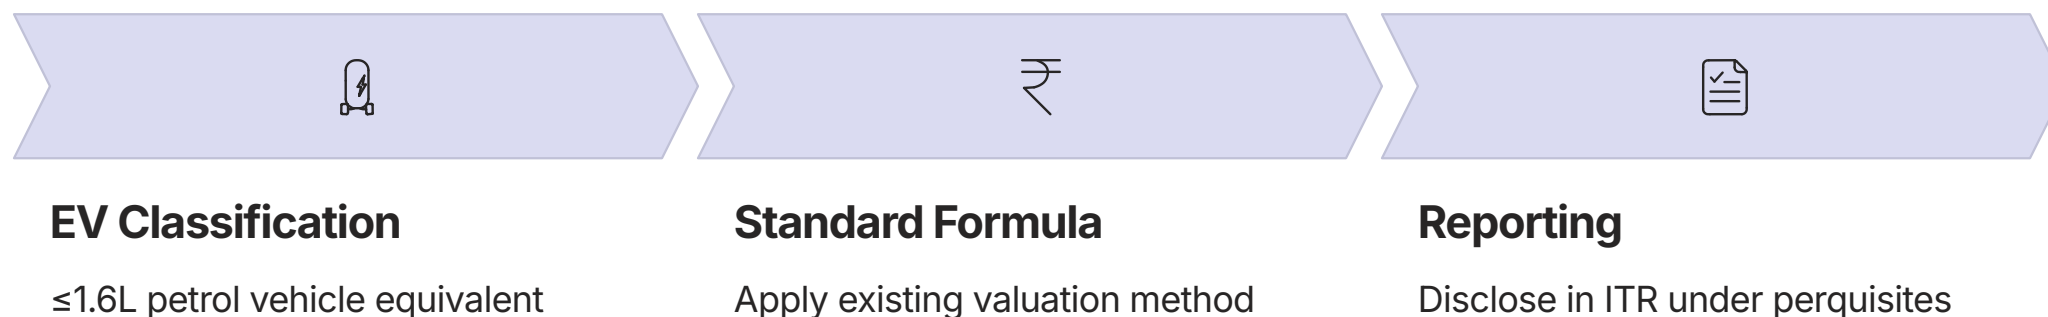 EV Classification
≤1.6L petrol vehicle equivalent
Standard Formula
Apply existing valuation method
Reporting
Disclose in ITR under perquisites